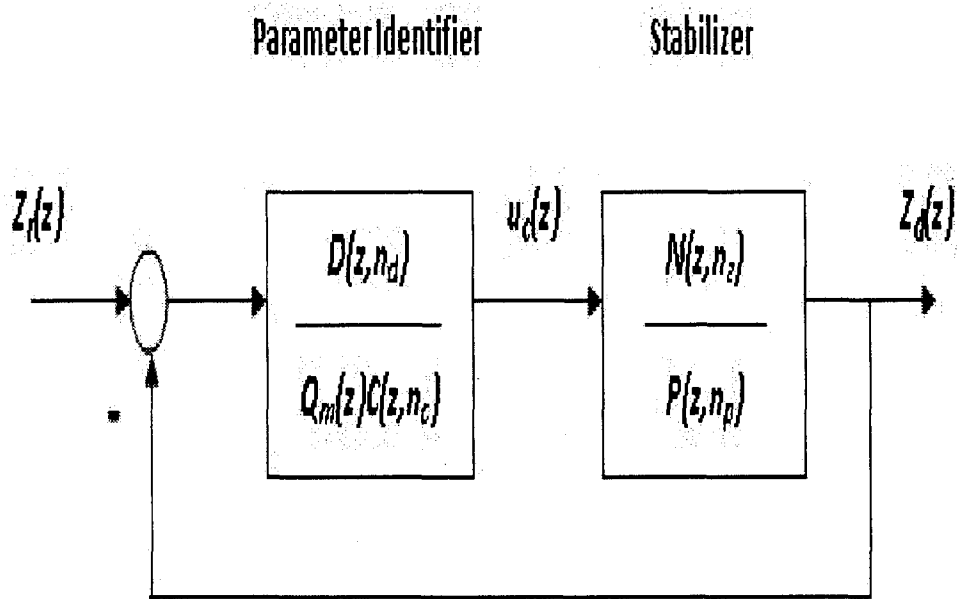 Parameter Identifier Stabilizer
Z_r(z) u_c(z) Z_d(z)
D(z,n_d) N(z,n_z)
Q_m(z)C(z,n_c) P(z,n_p)